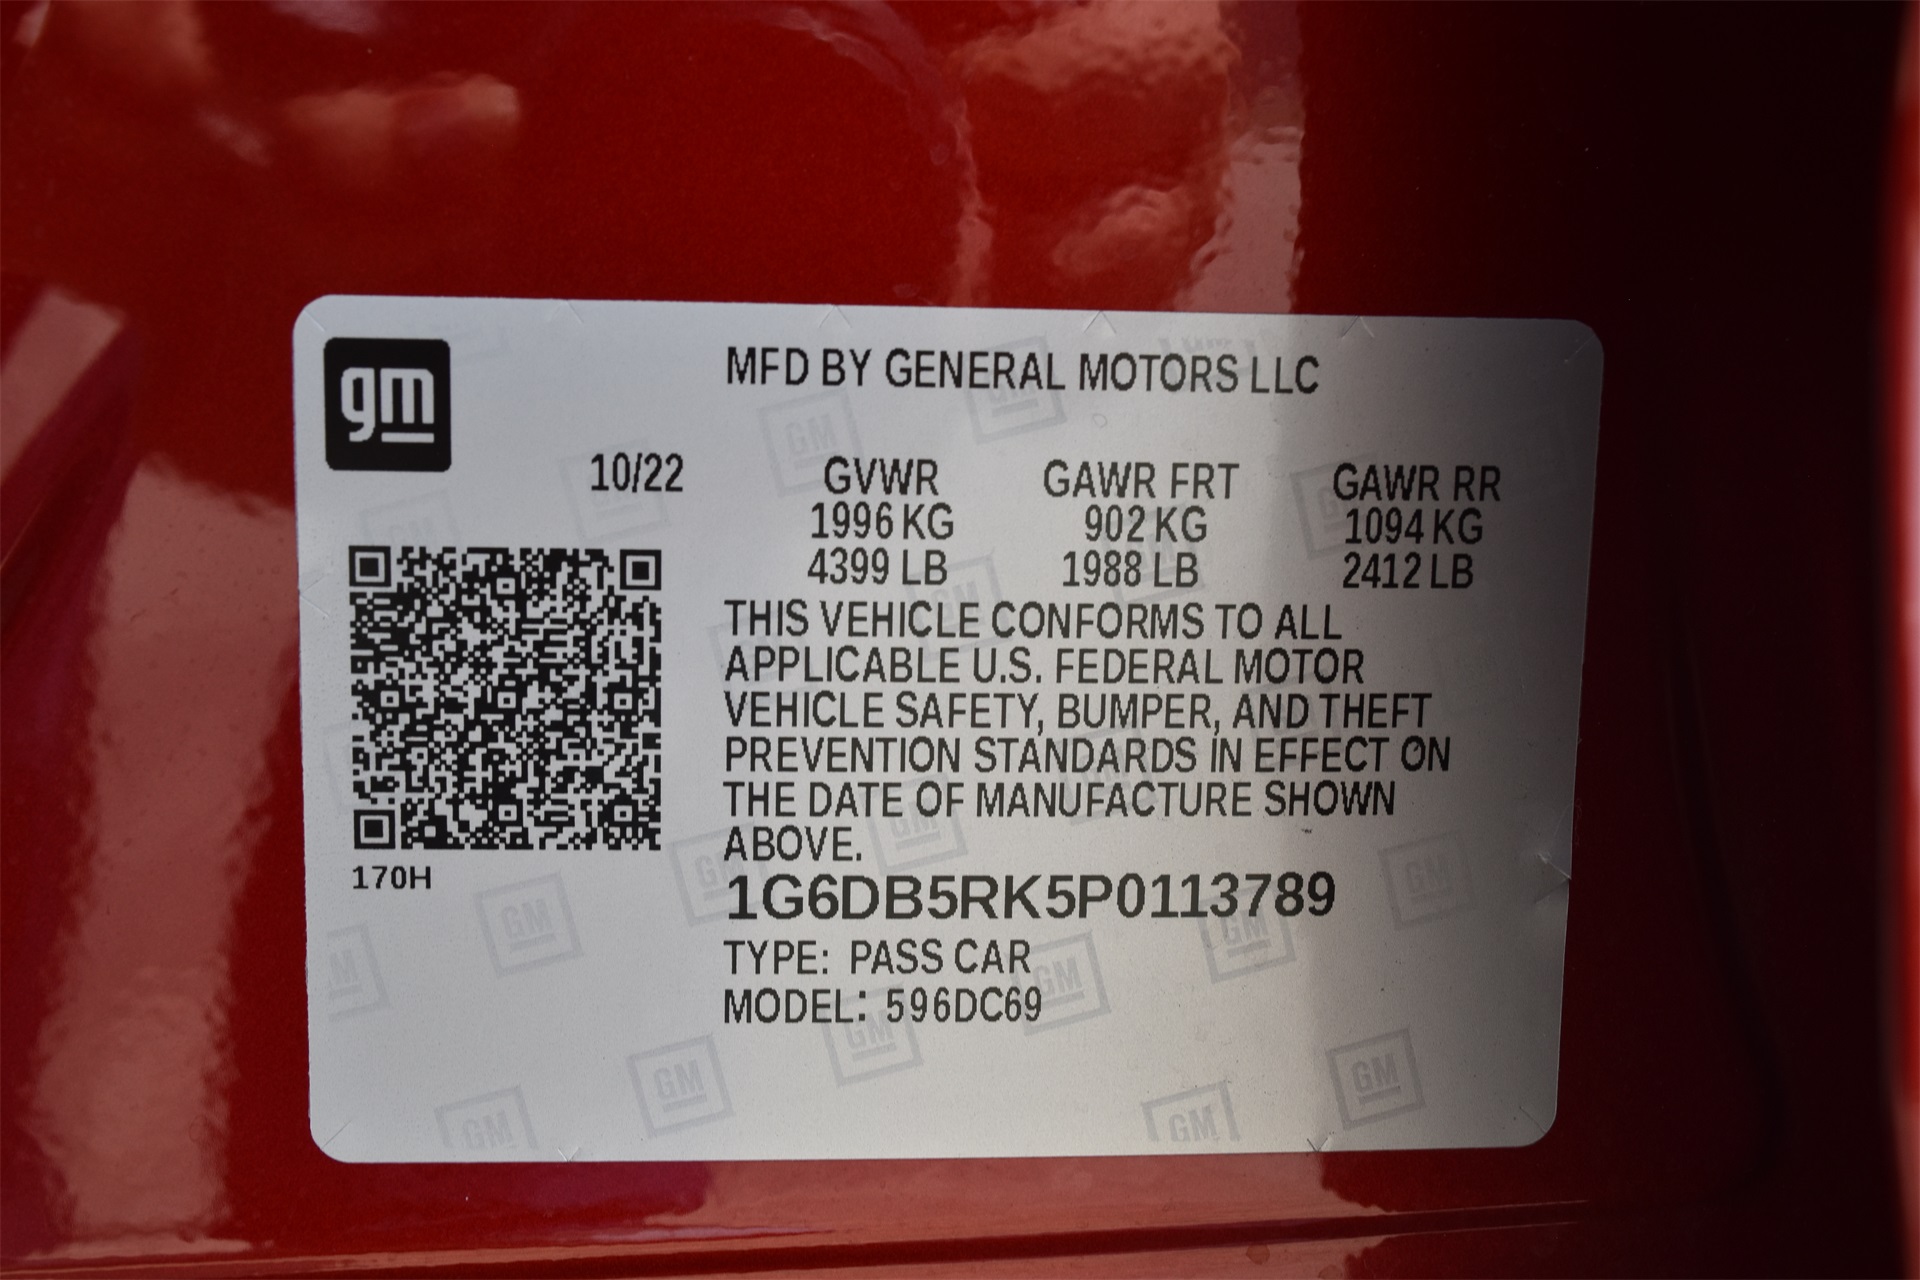 gm
MFD BY GENERAL MOTORS LLC
10/22 GVWR GAWR FRT GAWR RR
1996 KG 902 KG 1094 KG
4399 LB 1988 LB 2412 LB
THIS VEHICLE CONFORMS TO ALL
APPLICABLE U.S. FEDERAL MOTOR
VEHICLE SAFETY, BUMPER, AND THEFT
PREVENTION STANDARDS IN EFFECT ON
THE DATE OF MANUFACTURE SHOWN
ABOVE.
170H
1G6DB5RK5P0113789
TYPE: PASS CAR
MODEL: 596DC69